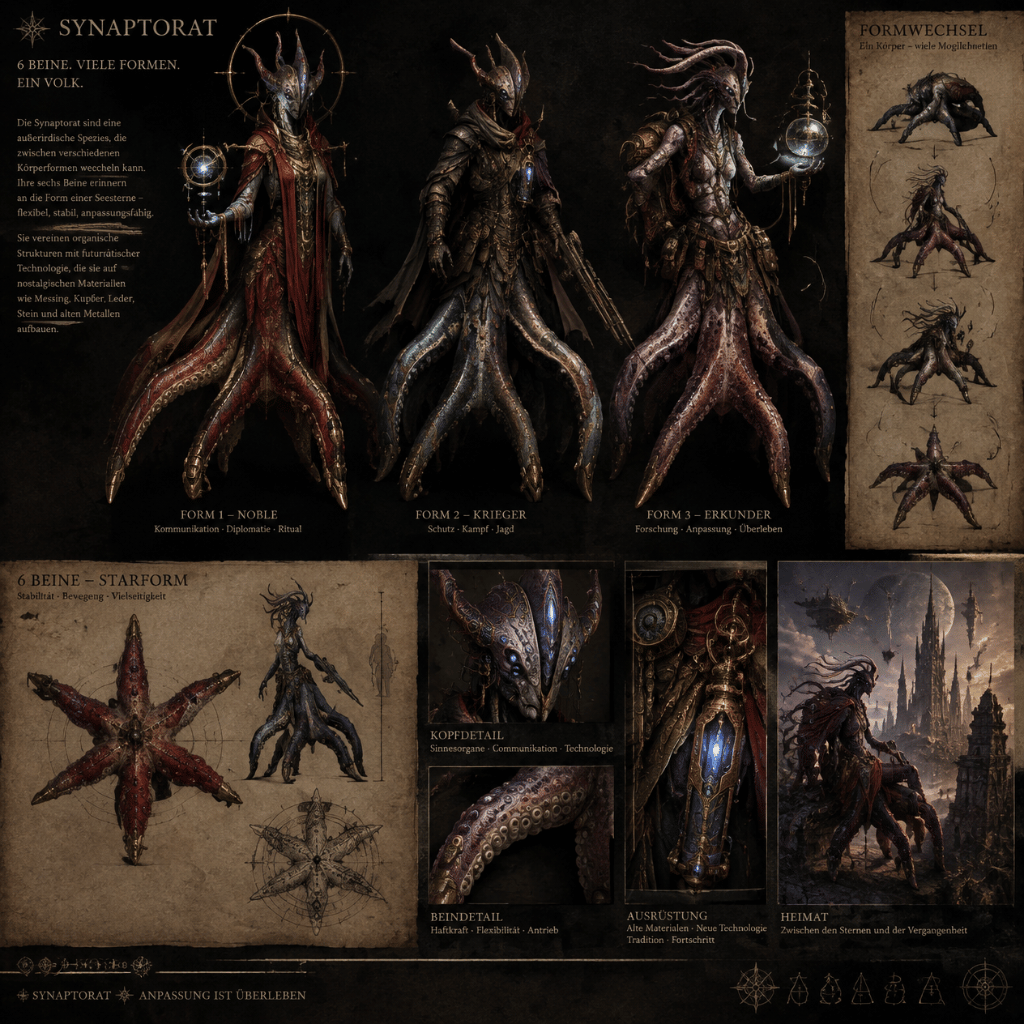 SYNAPTORAT
6 BEINE. VIELE FORMEN.
EIN VOLK.
Die Synaptorat sind eine
außerirdische Spezies, die
zwischen verschiedenen
Körperformen weccheln kann.
Ihre sechs Beine erinnern
an die Form einer Seesterne –
flexibel, stabil, anpassungsfähig.
Sie vereinen organische
Strukturen mit futuristischer
Technologie, die sie auf
nostalgischen Materialien
wie Messing, Kupfer, Leder,
Stein und alten Metallen
aufbauen.
FORM 1 – NOBLE
Kommunikation · Diplomatie · Ritual
FORM 2 – KRIEGER
Schutz · Kampf · Jagd
FORM 3 – ERKUNDER
Forschung · Anpassung · Überleben
FORMWECHSEL
Ein Körper – viele Mogilchnetien
6 BEINE – STARFORM
Stabilität · Bewegung · Vielseitigkeit
KOPFDETAIL
Sinnesorgane · Communikation · Technologie
BEINDETAIL
Haftkraft · Flexibilität · Antrieb
AUSRÜSTUNG
Alte Materialen · Neue Technologie
Tradition · Fortschritt
HEIMAT
Zwischen den Sternen und der Vergangenheit
SYNAPTORAT
ANPASSUNG IST ÜBERLEBEN